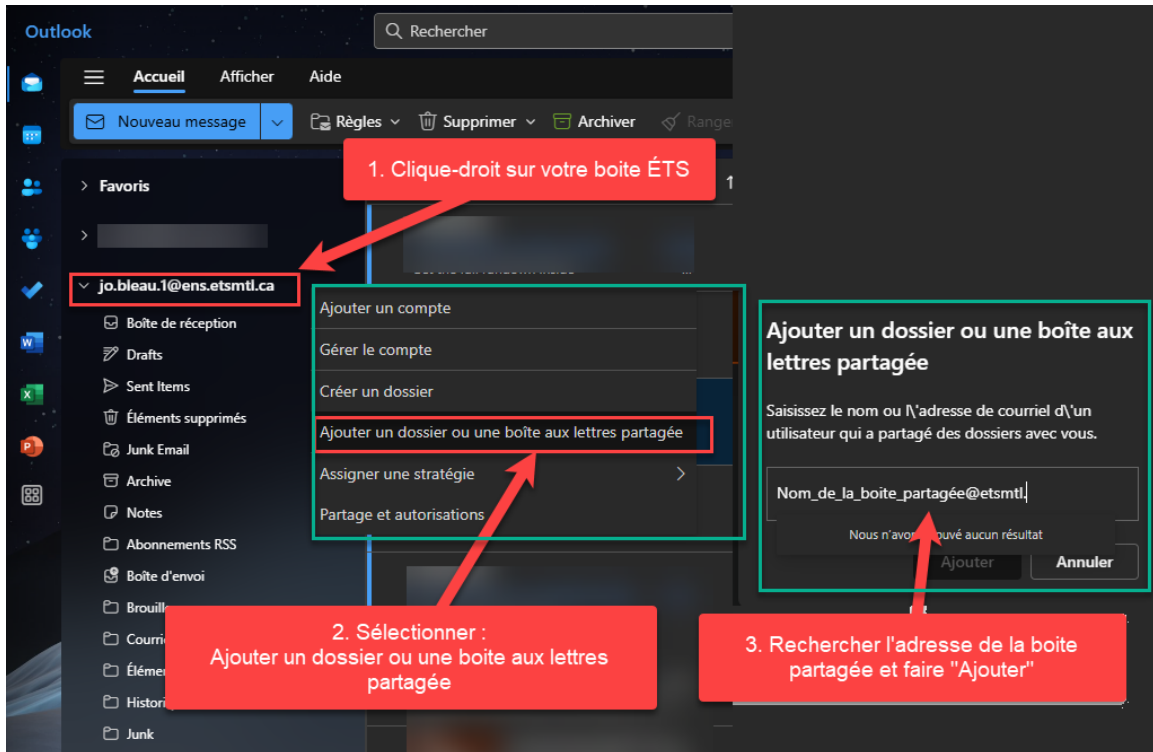 Outlook
Rechercher
Accueil Afficher Aide
Nouveau message Règles Supprimer Archiver
1. Clique-droit sur votre boite ÉTS
Favoris
jo.bleau.1@ens.etsmtl.ca
Boîte de réception
Drafts
Sent Items
Éléments supprimés
Junk Email
Archive
Notes
Abonnements RSS
Boîte d'envoi
Junk
Ajouter un compte
Gérer le compte
Créer un dossier
Ajouter un dossier ou une boîte aux lettres partagée
Assigner une stratégie
Partage et autorisations
2. Sélectionner :
Ajouter un dossier ou une boite aux lettres
partagée
Ajouter un dossier ou une boîte aux
lettres partagée
Saisissez le nom ou l\'adresse de courriel d\'un
utilisateur qui a partagé des dossiers avec vous.
Nom_de_la_boite_partagée@etsmtl.
Nous aucun résultat
Ajouter Annuler
3. Rechercher l'adresse de la boite
partagée et faire "Ajouter"